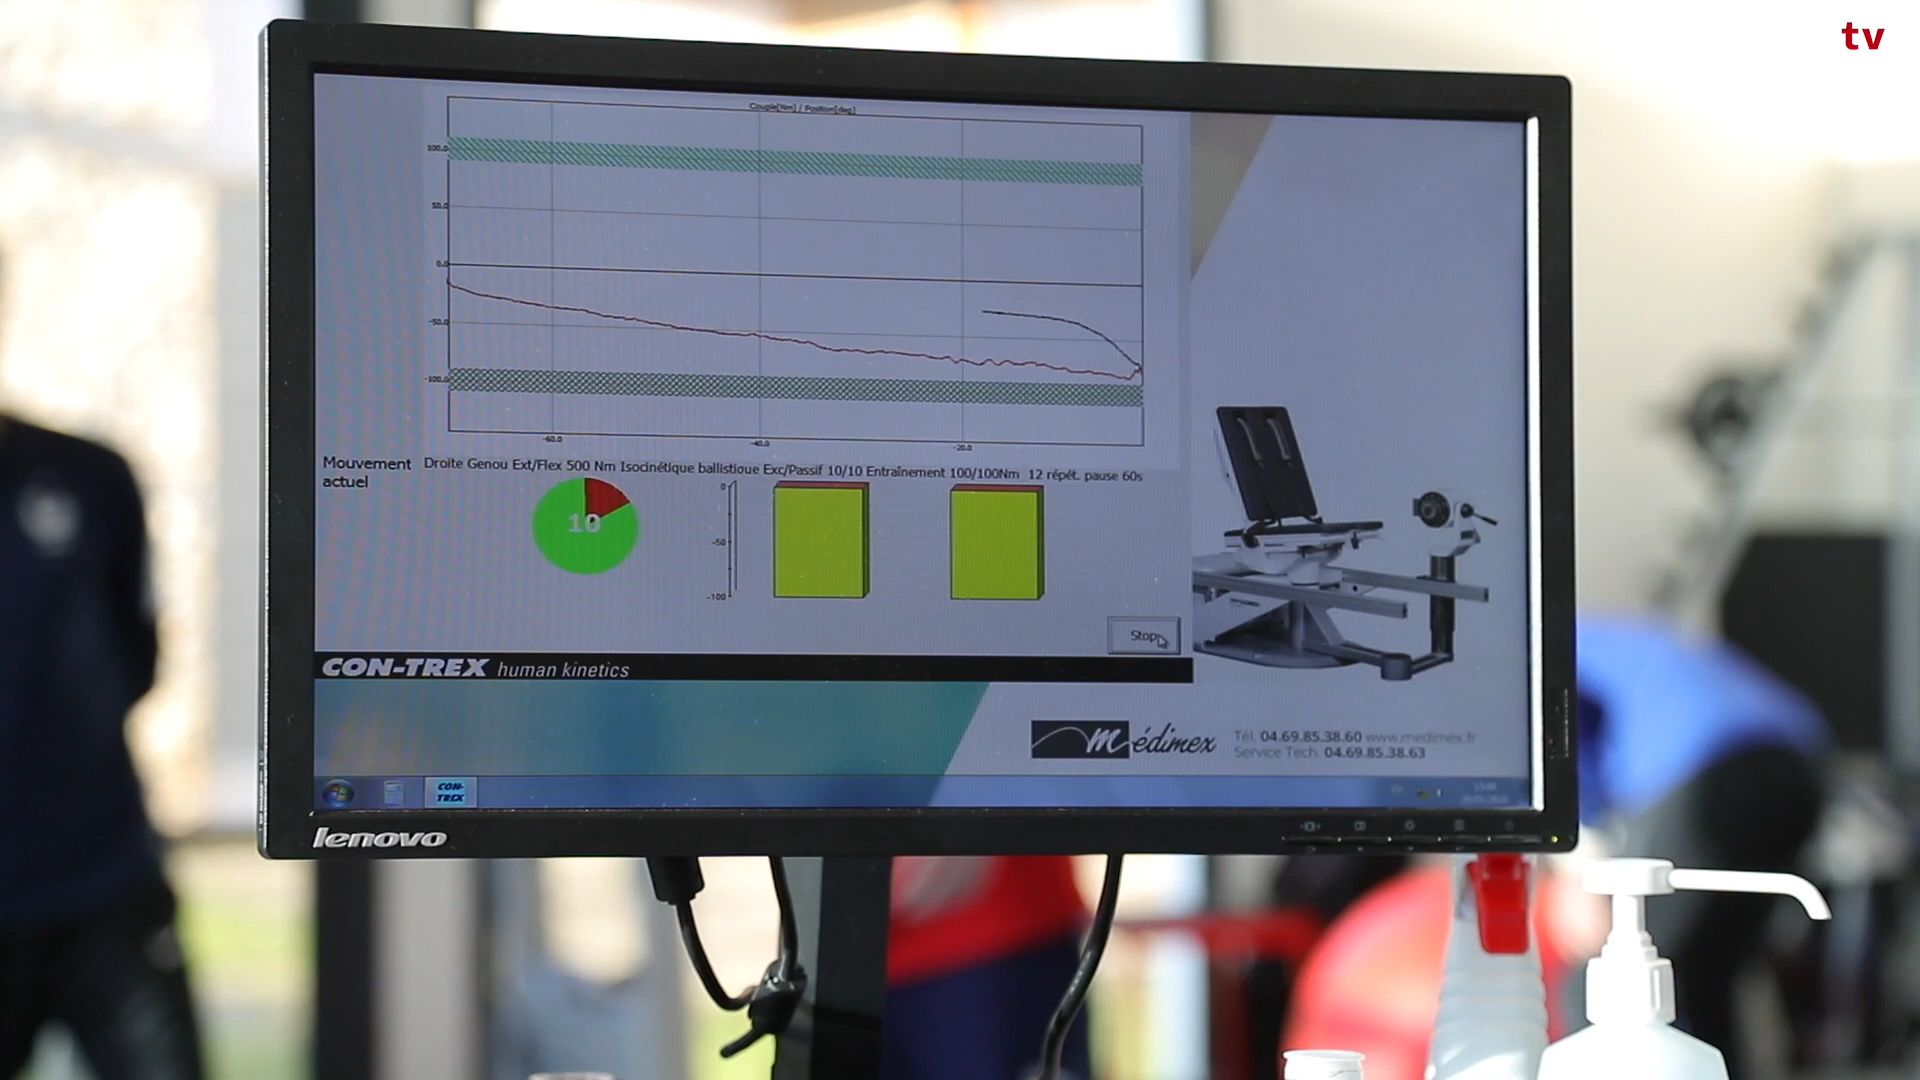 tv
Couple[Nm] / Position[deg]
100.0
50.0
0.0
-50.0
-100.0
-60.0 -40.0 -20.0
Mouvement actuel
Droite Genou Ext/Flex 500 Nm Isocinétique ballistique Exc/Passif 10/10 Entraînement 100/100Nm 12 répét. pause 60s
10
0
-50
-100
Stop
CON-TREX human kinetics
Médimex
Tél. 04.69.85.38.60 www.medimex.fr
Service Tech. 04.69.85.38.63
CON-TREX
lenovo